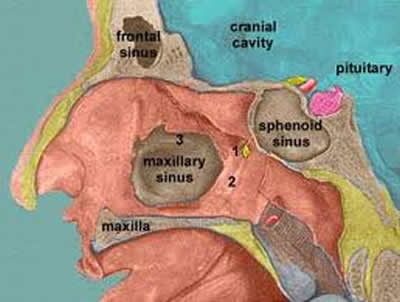 cranial
cavity
frontal
sinus
pituitary
sphenoid
sinus
3
1
maxillary
sinus
2
maxilla